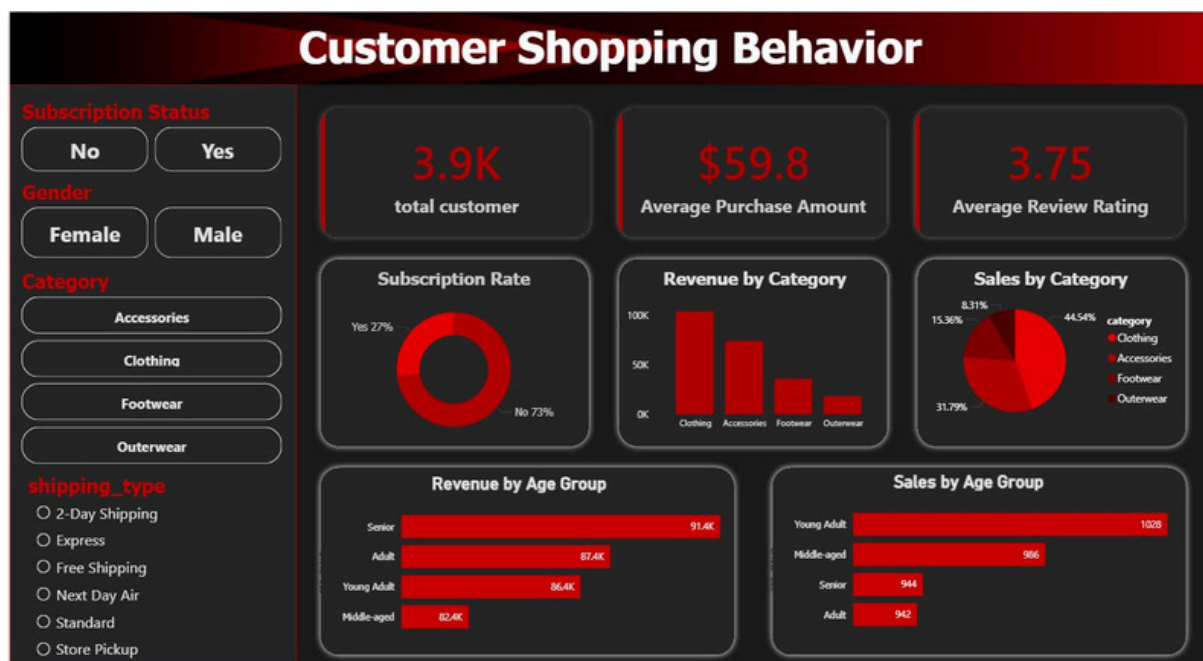 Customer Shopping Behavior
Subscription Status
No Yes
Gender
Female Male
Category
Accessories
Clothing
Footwear
Outerwear
shipping_type
2-Day Shipping
Express
Free Shipping
Next Day Air
Standard
Store Pickup
3.9K
total customer
$59.8
Average Purchase Amount
3.75
Average Review Rating
Subscription Rate
Yes 27%
No 73%
Revenue by Category
100K
50K
0K
Clothing Accessories Footwear Outerwear
Sales by Category
8.31%
15.36%
44.54%
31.79%
category
Clothing
Accessories
Footwear
Outerwear
Revenue by Age Group
Senior 91.4K
Adult 87.4K
Young Adult 86.4K
Middle-aged 82.4K
Sales by Age Group
Young Adult 1028
Middle-aged 986
Senior 944
Adult 942